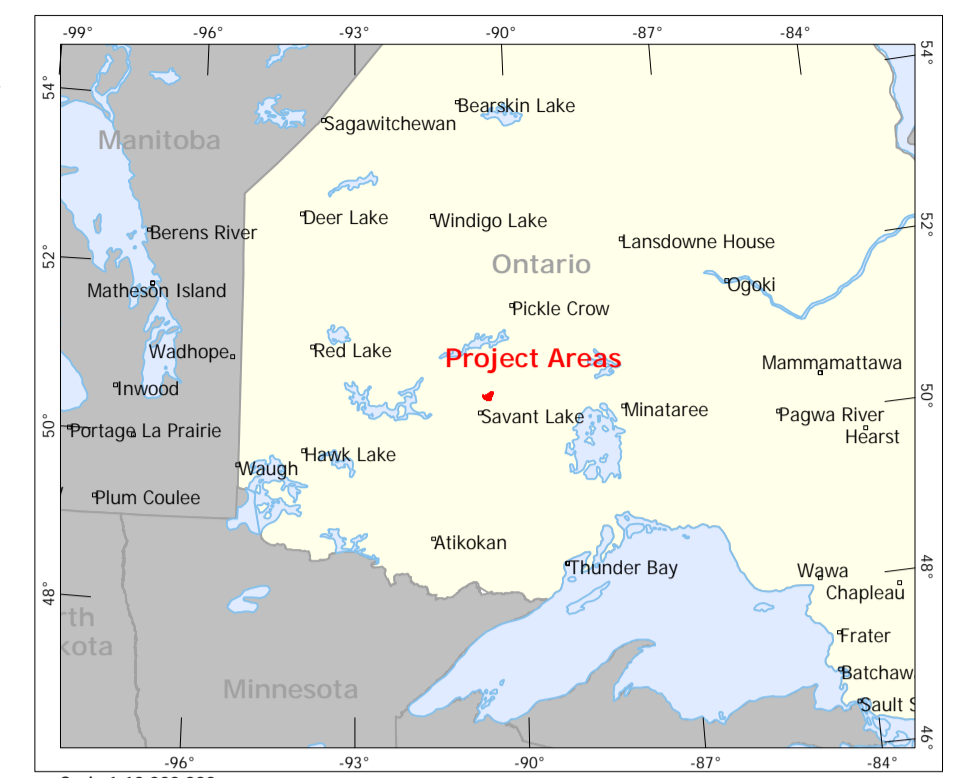 -99° -96 -93 -90° -87° -84
54°
54°
Bearskin Lake
Sagawitchewan
Manitoba
Deer Lake
Windigo Lake
52°
Berens River
Lansdowne House
52°
Ontario
Ogoki
Matheson Island
Pickle Crow
Wadhope
Red Lake
Project Areas
Mammamattawa
Inwood
50°
Savant Lake
Minataree
Pagwa River
50°
Portage La Prairie
Hearst
Hawk Lake
Waugh
Plum Coulee
Atikokan
Thunder Bay
Wawa
48°
48°
Chapleau
rth
kota
Frater
Batchaw
Minnesota
Sault S
46°
-96 -93 -90° -87° -84